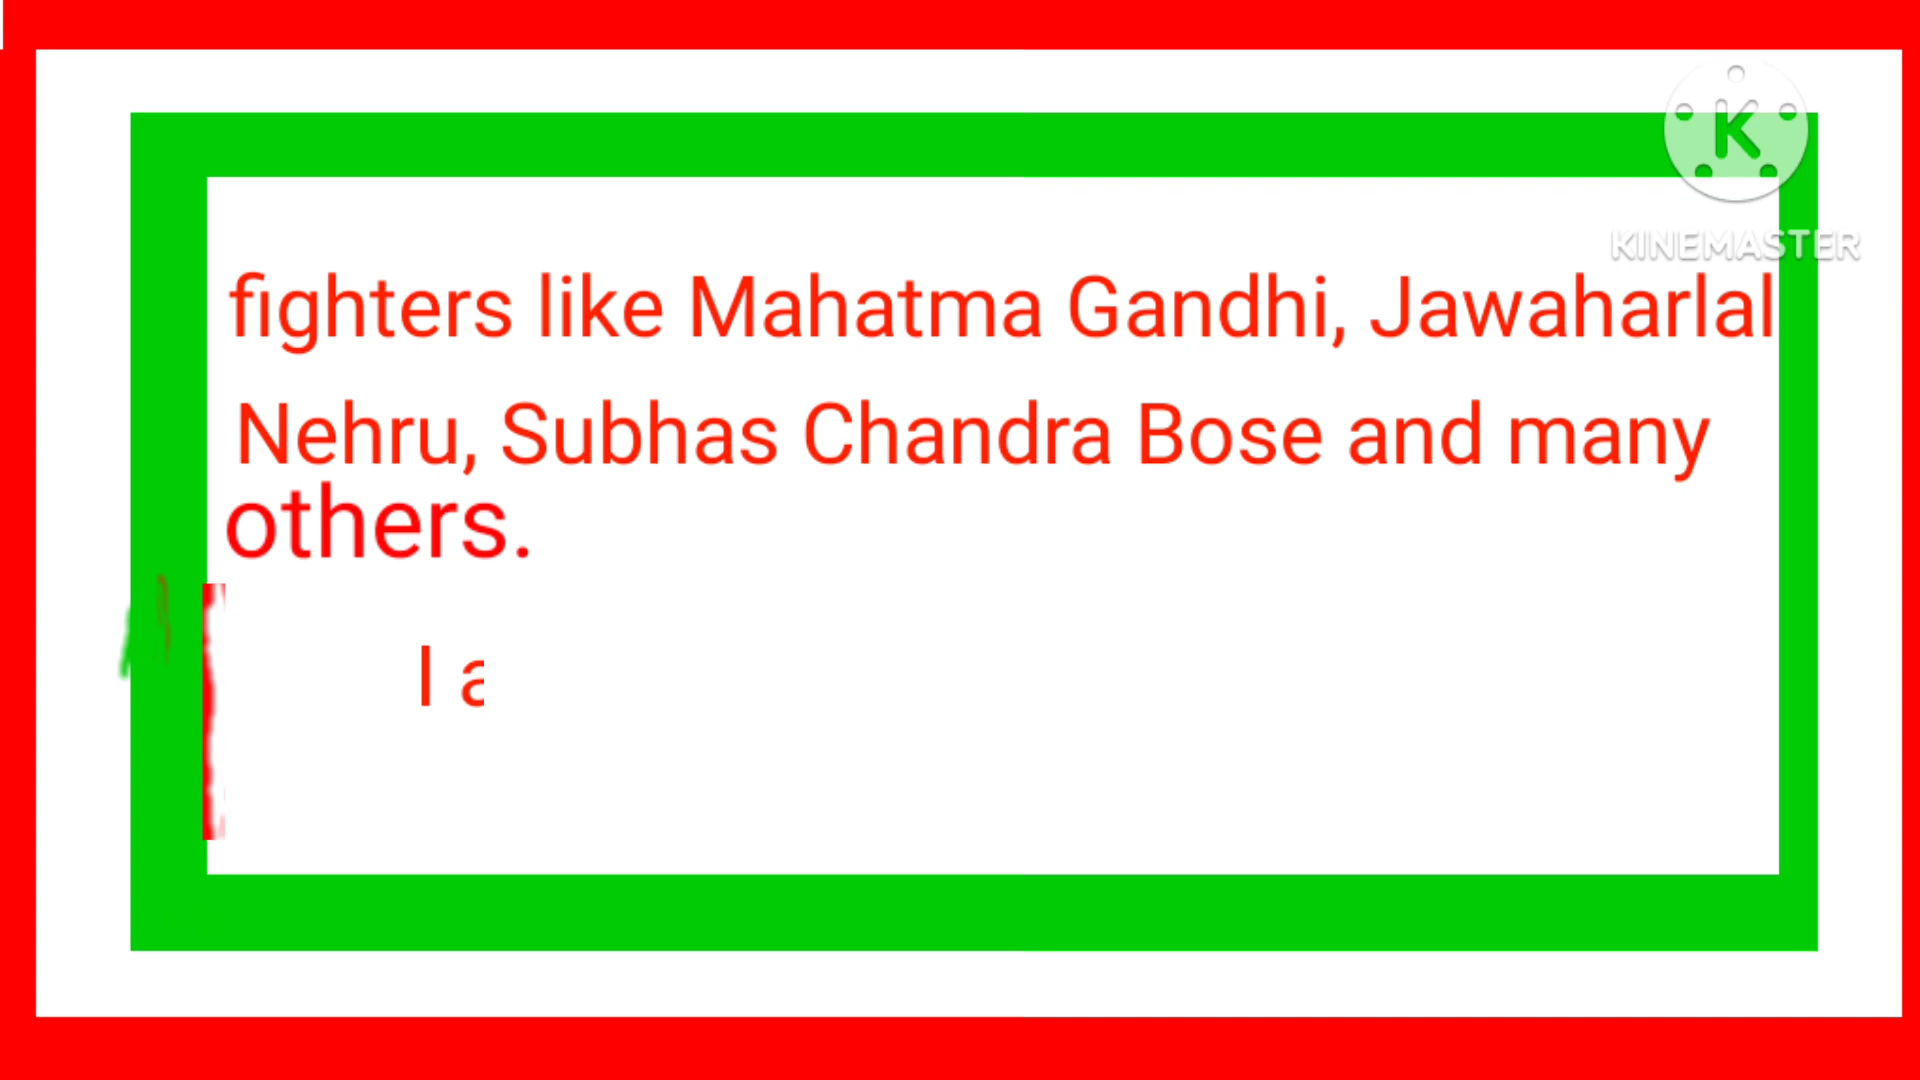 K
KINEMASTER
fighters like Mahatma Gandhi, Jawaharlal
Nehru, Subhas Chandra Bose and many
others.
I